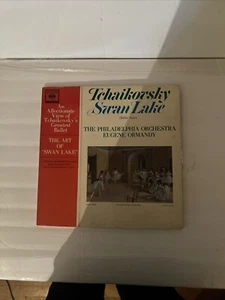 An
Affectionate
View of
Tchaikovsky's
Greatest
Ballet
THE ART
OF
"SWAN LAKE"
Tchaikovsky
Swan Lake
THE PHILADELPHIA ORCHESTRA
EUGENE ORMANDY